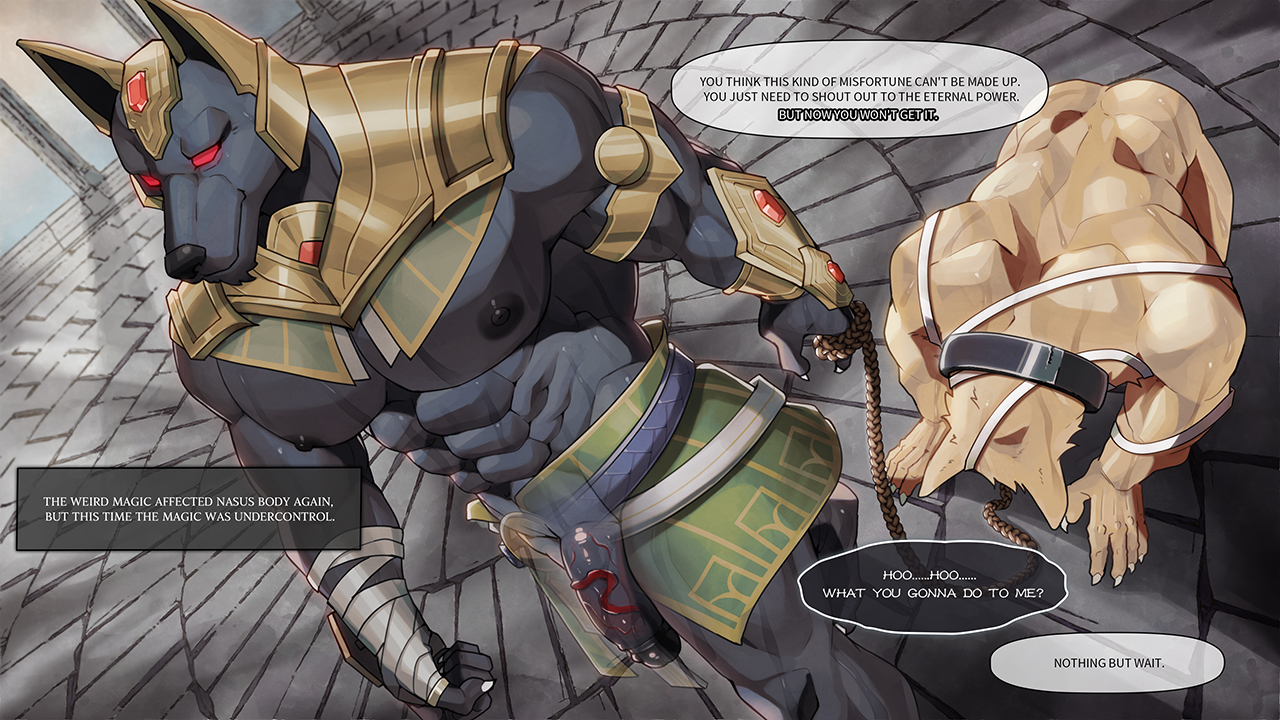 YOU THINK THIS KIND OF MISFORTUNE CAN'T BE MADE UP.
YOU JUST NEED TO SHOUT OUT TO THE ETERNAL POWER.
BUT NOW YOU WON'T GET IT.
THE WEIRD MAGIC AFFECTED NASUS BODY AGAIN,
BUT THIS TIME THE MAGIC WAS UNDERCONTROL.
HOO......HOO......
WHAT YOU GONNA DO TO ME?
NOTHING BUT WAIT.